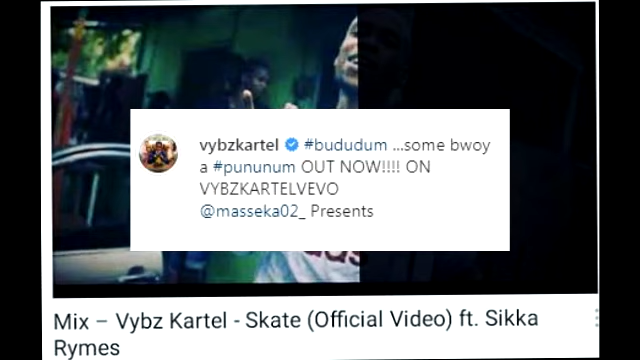 vybzkartel #bududum ...some bwoy
a #pununum OUT NOW!!!! ON
VYBZKARTELVEVO
@masseka02_ Presents
Mix – Vybz Kartel - Skate (Official Video) ft. Sikka
Rymes